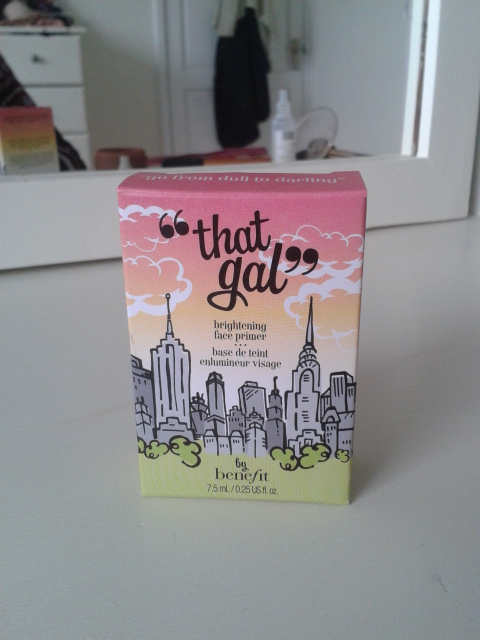 "go from dull to darling"
"that
gal"
brightening
face primer
...
base de teint
enlumineur visage
by
benefit
7.5 mL / 0.25 US fl. oz.